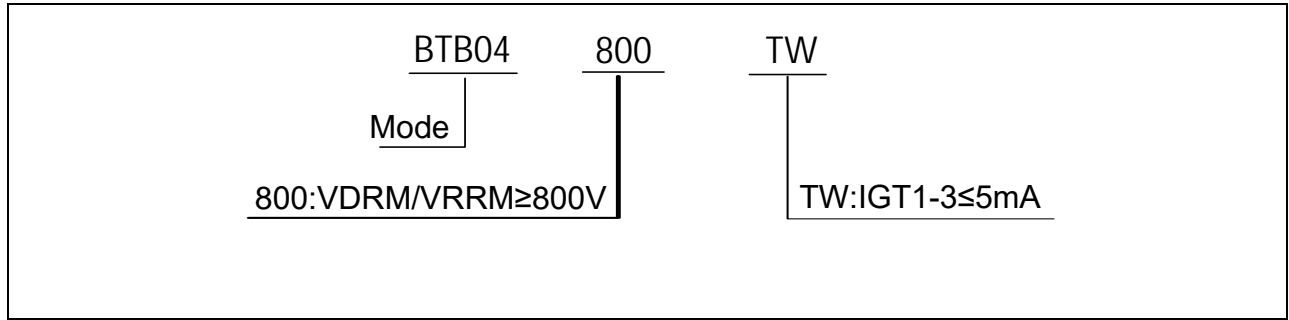 BTB04 800 TW
Mode
800:VDRM/VRRM≥800V TW:IGT1-3≤5mA